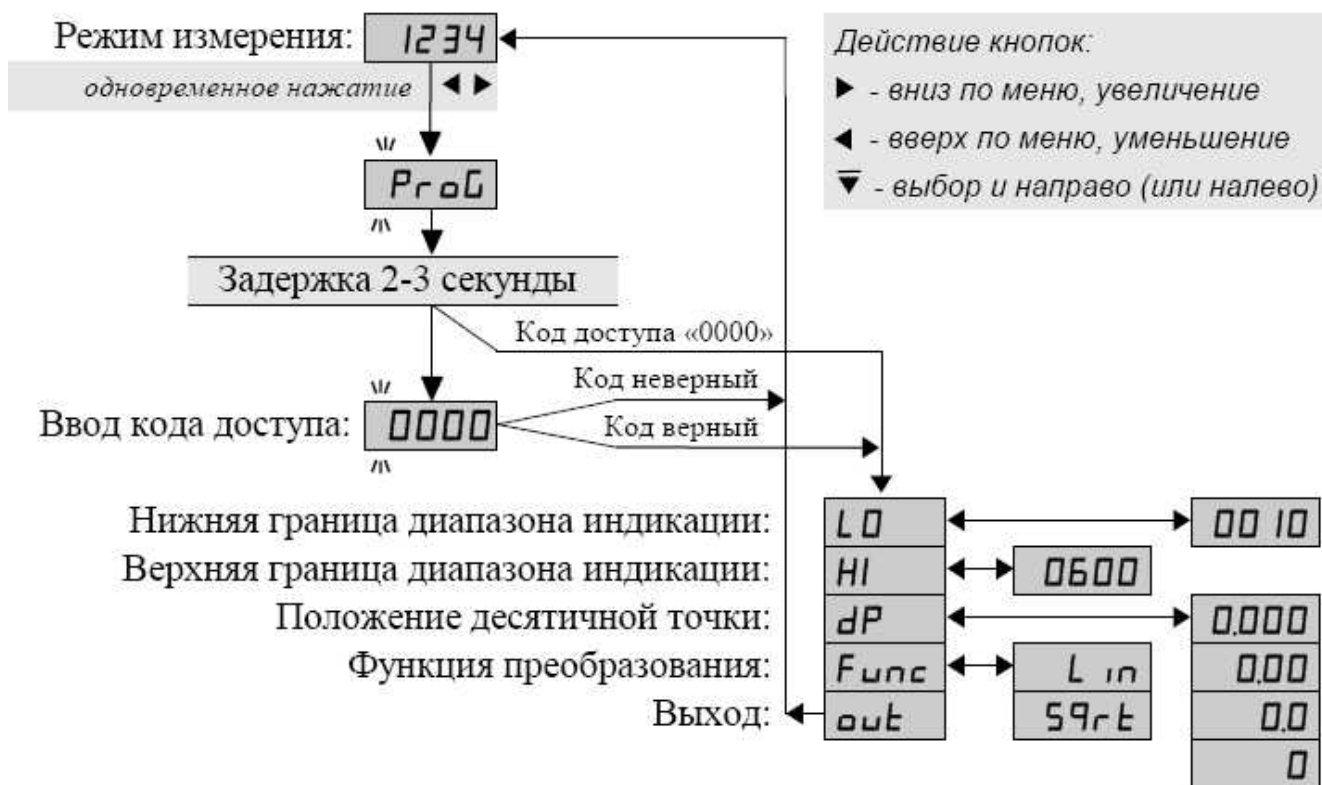 Режим измерения: 1234
одновременное нажатие ◄ ►
ProG
Задержка 2-3 секунды
Код доступа «0000»
Код неверный
Ввод кода доступа: 0000
Код верный
Действие кнопок:
► - вниз по меню, увеличение
◄ - вверх по меню, уменьшение
▼ - выбор и направо (или налево)
Нижняя граница диапазона индикации: LO 0010
Верхняя граница диапазона индикации: HI 0600
Положение десятичной точки: dP 0.000
Функция преобразования: Func Lin 0.00
Выход: out Sqrt 0.0
0